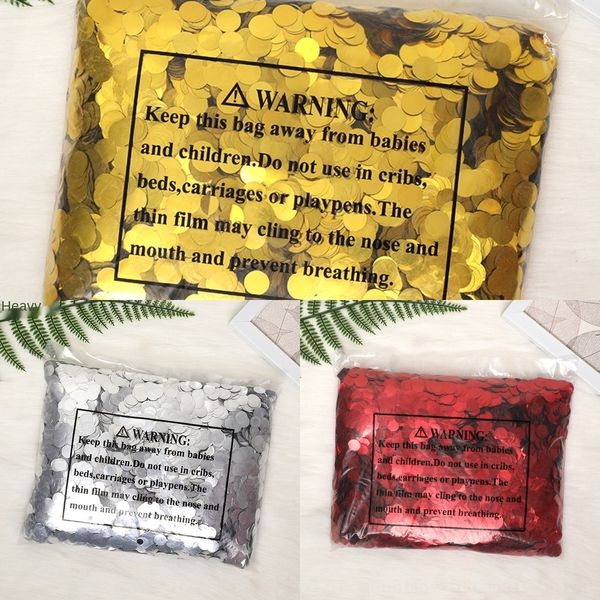 ⚠ WARNING:
Keep this bag away from babies
and children.Do not use in cribs,
beds,carriages or playpens.The
thin film may cling to the nose and
mouth and prevent breathing.
Heavy
⚠ WARNING:
Keep this bag away from babies
and children.Do not use in cribs,
beds,carriages or playpens.The
thin film may cling to the nose and
mouth and prevent breathing.
⚠ WARNING:
Keep this bag away from babies
and children.Do not use in cribs,
beds,carriages or playpens.The
thin film may cling to the nose and
mouth and prevent breathing.